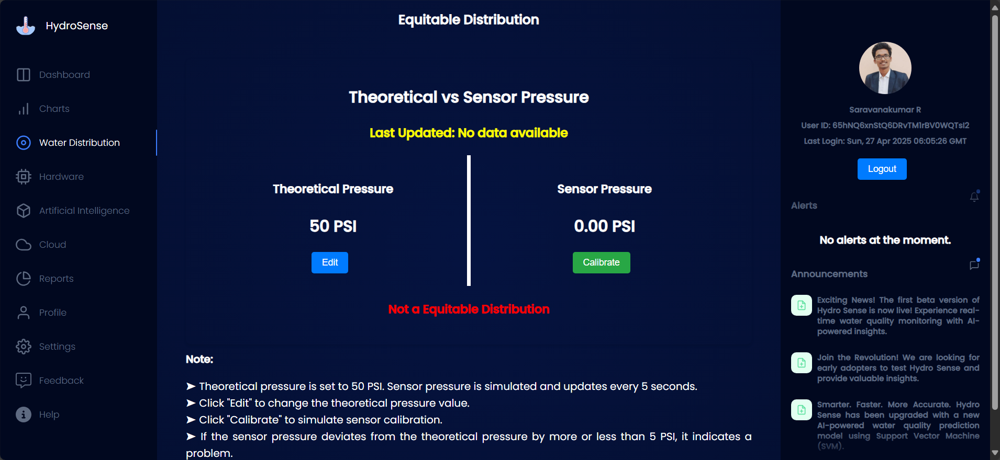 HydroSense
Dashboard
Charts
Water Distribution
Hardware
Artificial Intelligence
Cloud
Reports
Profile
Settings
Feedback
Help
Equitable Distribution
Theoretical vs Sensor Pressure
Last Updated: No data available
Theoretical Pressure
50 PSI
Edit
Sensor Pressure
0.00 PSI
Calibrate
Not a Equitable Distribution
Note:
➤ Theoretical pressure is set to 50 PSI. Sensor pressure is simulated and updates every 5 seconds.
➤ Click "Edit" to change the theoretical pressure value.
➤ Click "Calibrate" to simulate sensor calibration.
➤ If the sensor pressure deviates from the theoretical pressure by more or less than 5 PSI, it indicates a
problem.
Saravanakumar R
User ID: 65hNQ6xnStQ6DRvTM1rBV0WQTsI2
Last Login: Sun, 27 Apr 2025 06:05:26 GMT
Logout
Alerts
No alerts at the moment.
Announcements
Exciting News! The first beta version of
Hydro Sense is now live! Experience real-
time water quality monitoring with AI-
powered insights.
Join the Revolution! We are looking for
early adopters to test Hydro Sense and
provide valuable insights.
Smarter. Faster. More Accurate. Hydro
Sense has been upgraded with a new
AI-powered water quality prediction
model using Support Vector Machine
(SVM).